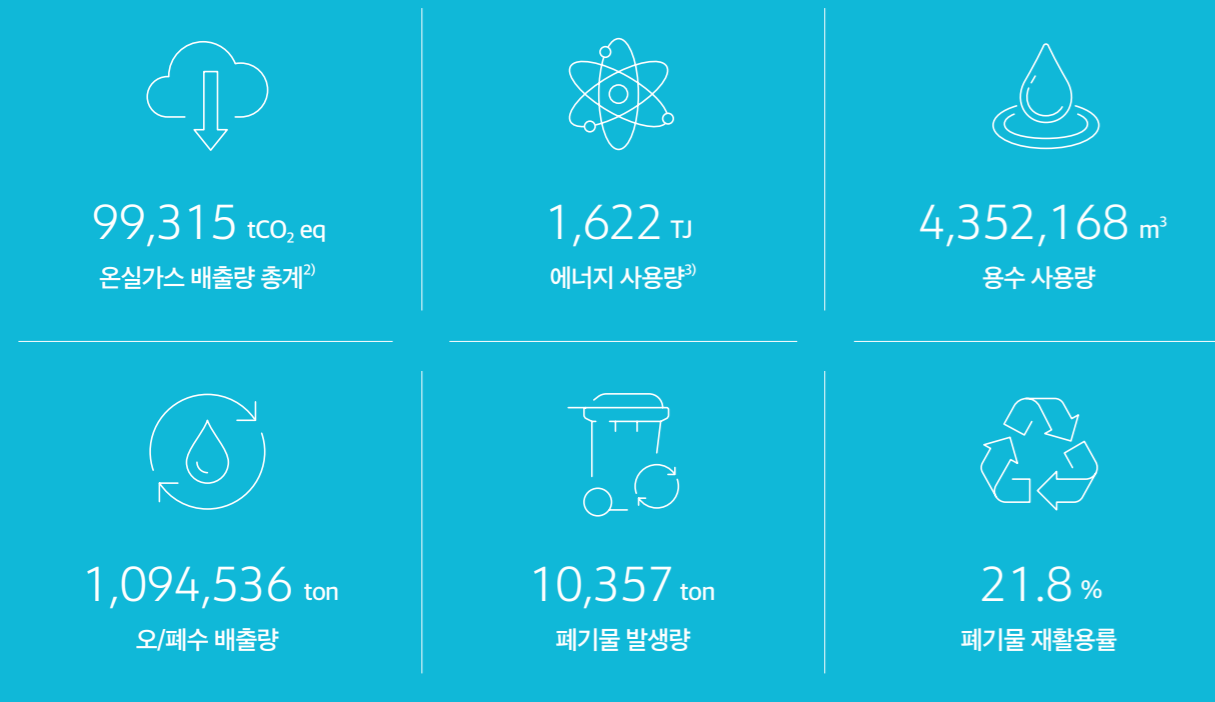 99,315 tCO₂ eq
온실가스 배출량 총계²⁾
1,622 TJ
에너지 사용량³⁾
4,352,168 m³
용수 사용량
1,094,536 ton
오/폐수 배출량
10,357 ton
폐기물 발생량
21.8 %
폐기물 재활용률